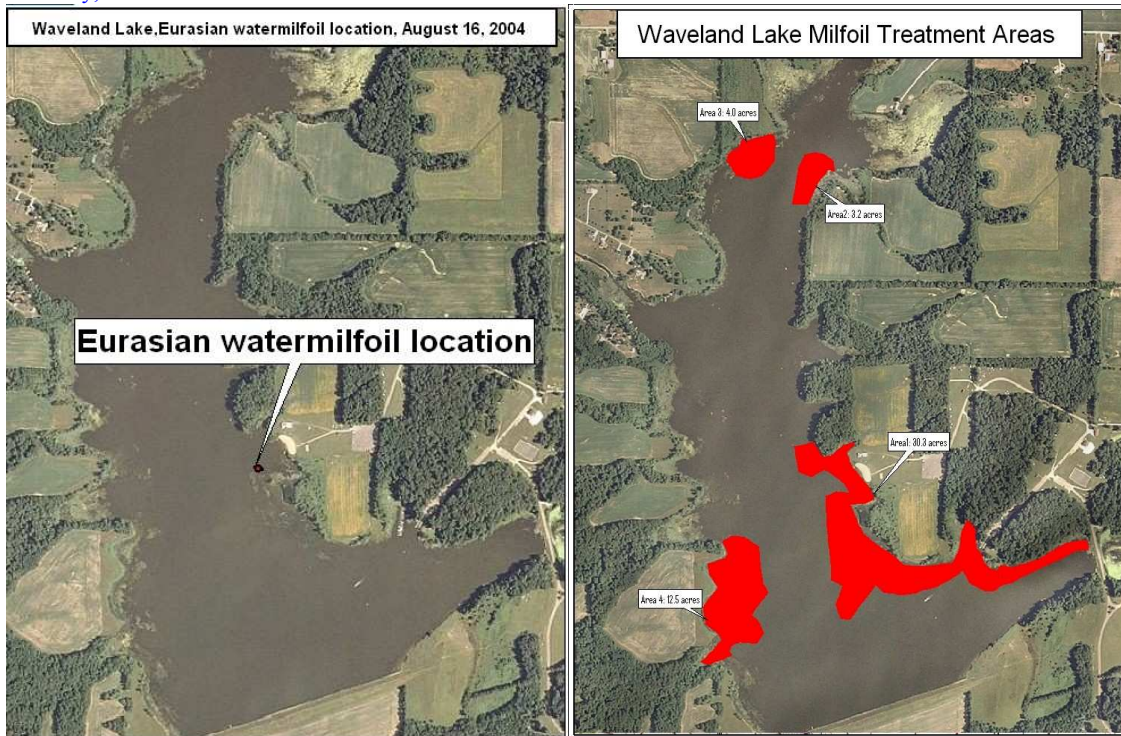 Waveland Lake,Eurasian watermilfoil location, August 16, 2004
Eurasian watermilfoil location
Waveland Lake Milfoil Treatment Areas
Area 3: 4.0 acres
Area2: 3.2 acres
Area1: 30.3 acres
Area 4: 12.5 acres